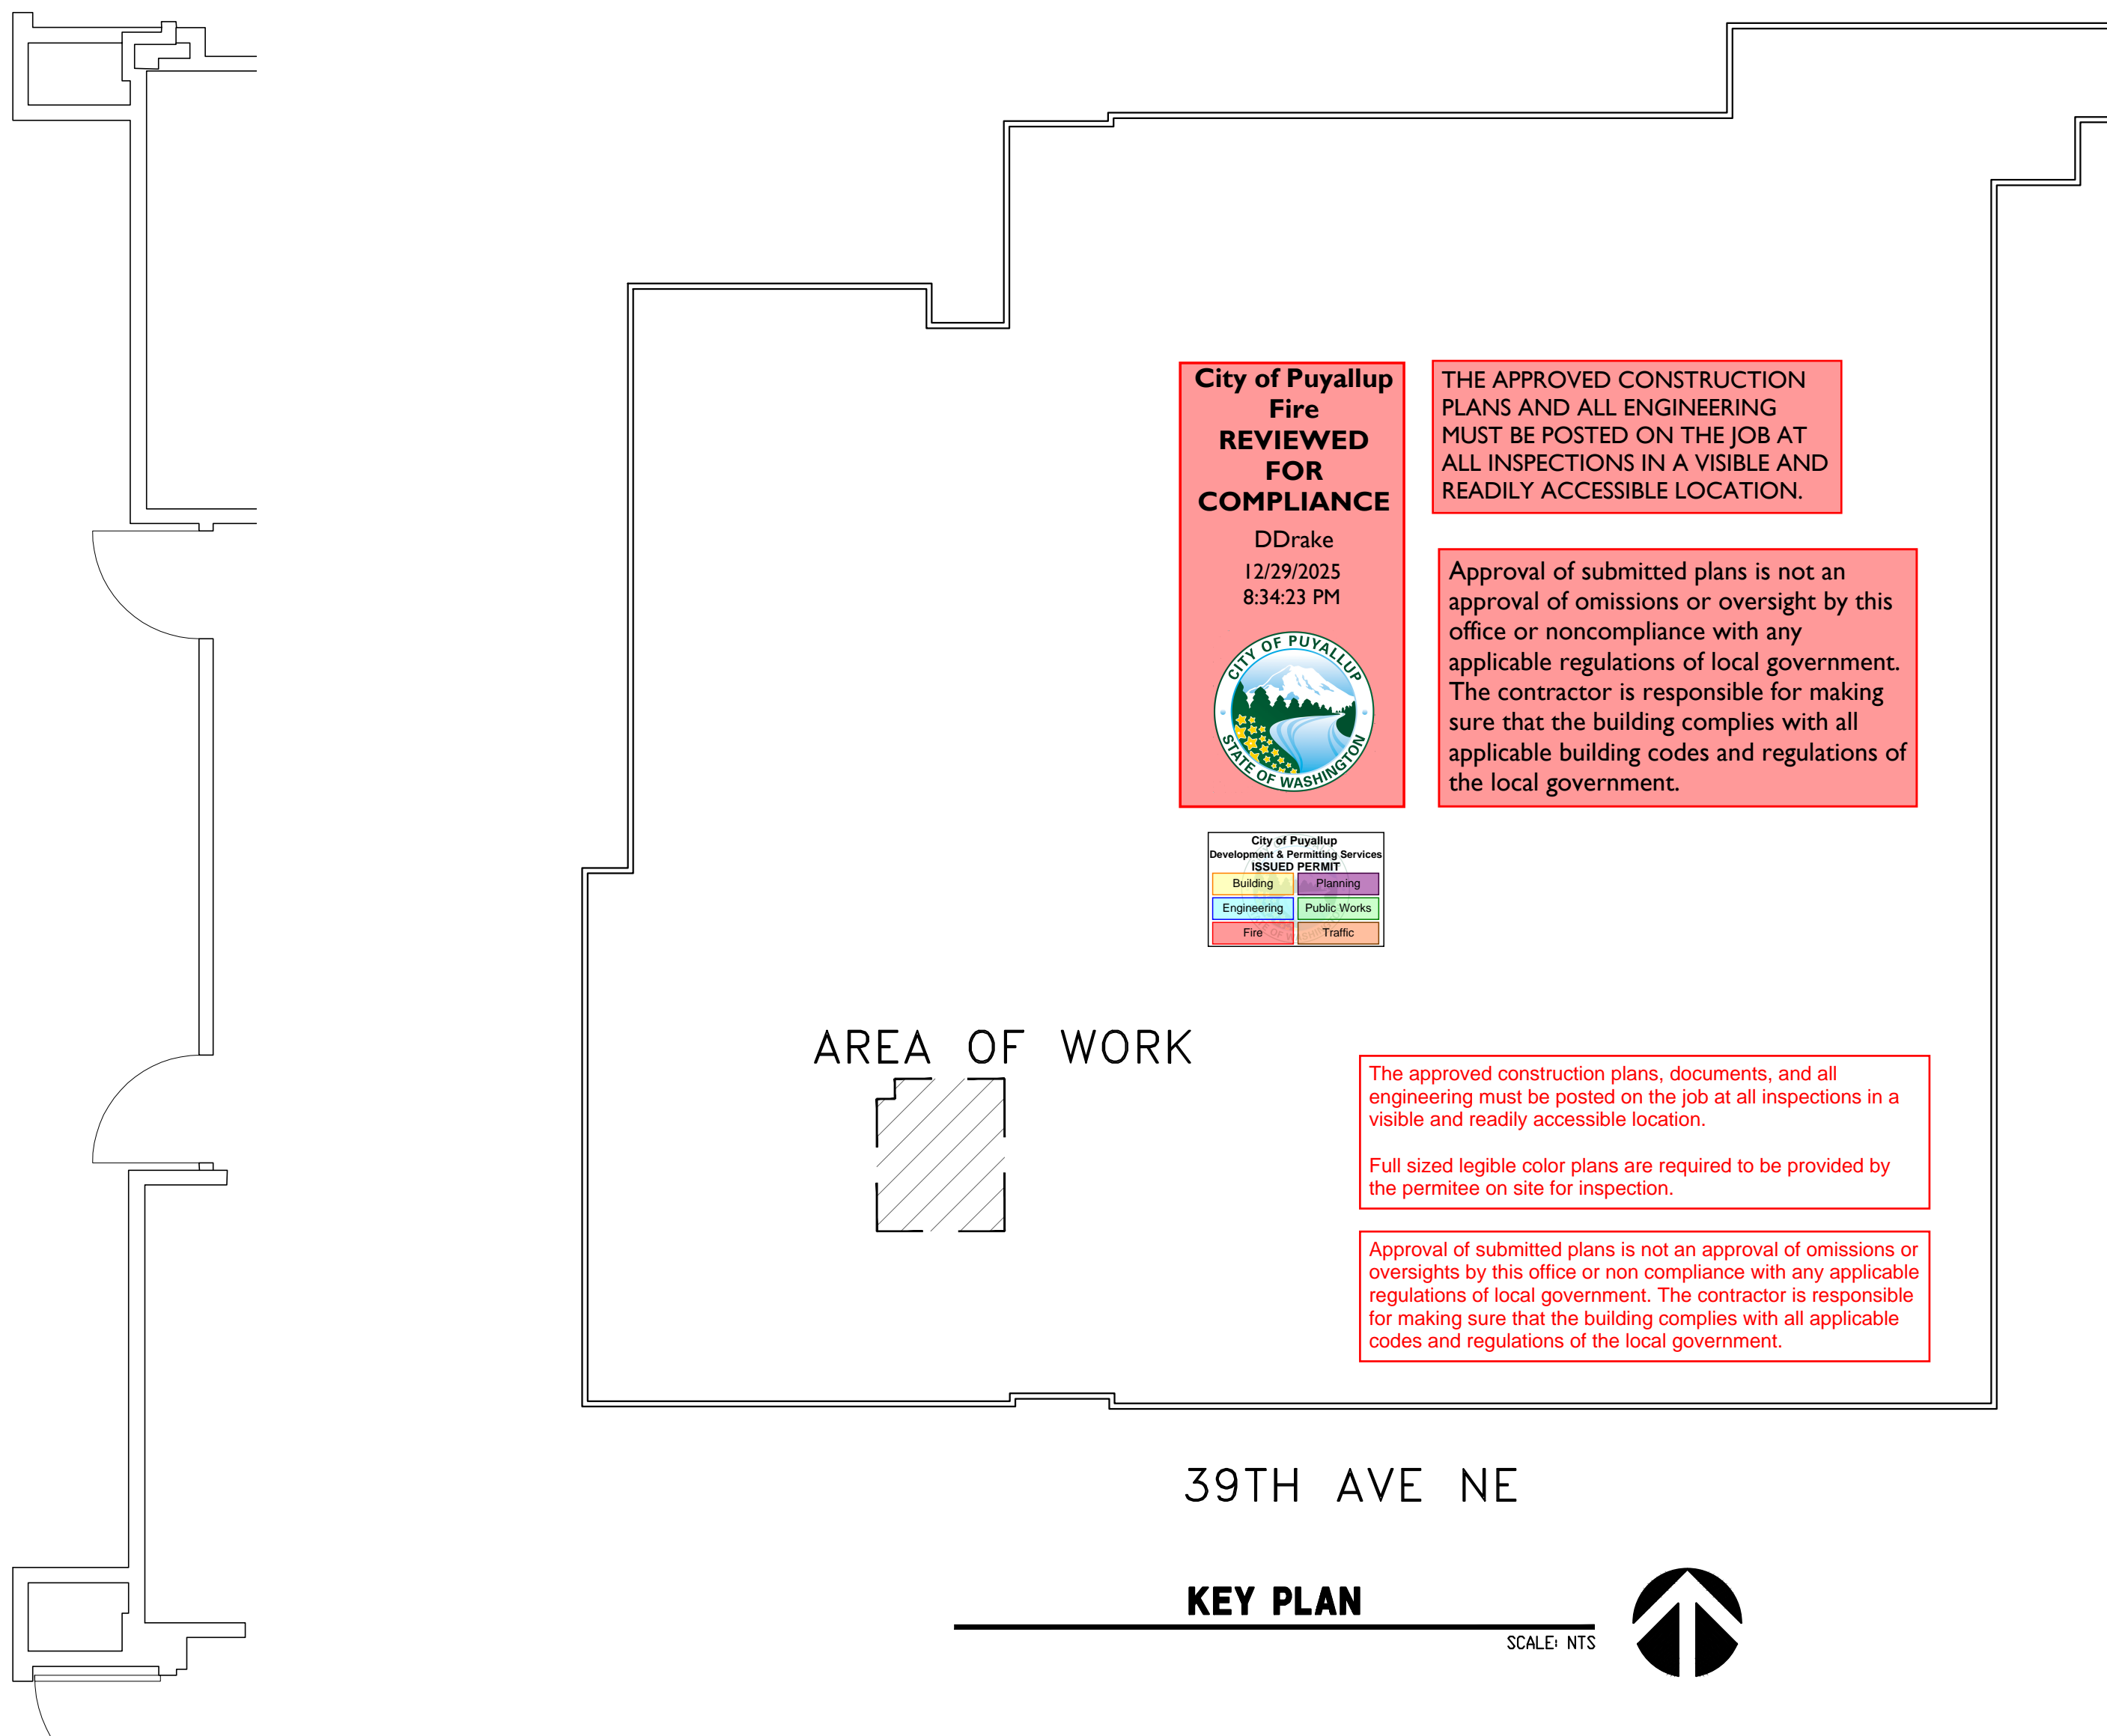 City of Puyallup
Fire
REVIEWED
FOR
COMPLIANCE
DDrake
12/29/2025
8:34:23 PM
CITY OF PUYALLUP
STATE OF WASHINGTON
THE APPROVED CONSTRUCTION
PLANS AND ALL ENGINEERING
MUST BE POSTED ON THE JOB AT
ALL INSPECTIONS IN A VISIBLE AND
READILY ACCESSIBLE LOCATION.
Approval of submitted plans is not an
approval of omissions or oversight by this
office or noncompliance with any
applicable regulations of local government.
The contractor is responsible for making
sure that the building complies with all
applicable building codes and regulations of
the local government.
City of Puyallup
Development & Permitting Services
ISSUED PERMIT
Building Planning
Engineering Public Works
Fire Traffic
AREA OF WORK
The approved construction plans, documents, and all
engineering must be posted on the job at all inspections in a
visible and readily accessible location.
Full sized legible color plans are required to be provided by
the permitee on site for inspection.
Approval of submitted plans is not an approval of omissions or
oversights by this office or non compliance with any applicable
regulations of local government. The contractor is responsible
for making sure that the building complies with all applicable
codes and regulations of the local government.
39TH AVE NE
KEY PLAN
SCALE: NTS